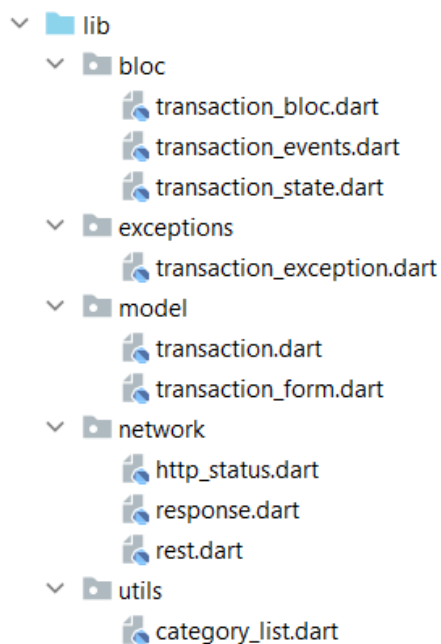 lib
bloc
transaction_bloc.dart
transaction_events.dart
transaction_state.dart
exceptions
transaction_exception.dart
model
transaction.dart
transaction_form.dart
network
http_status.dart
response.dart
rest.dart
utils
category_list.dart